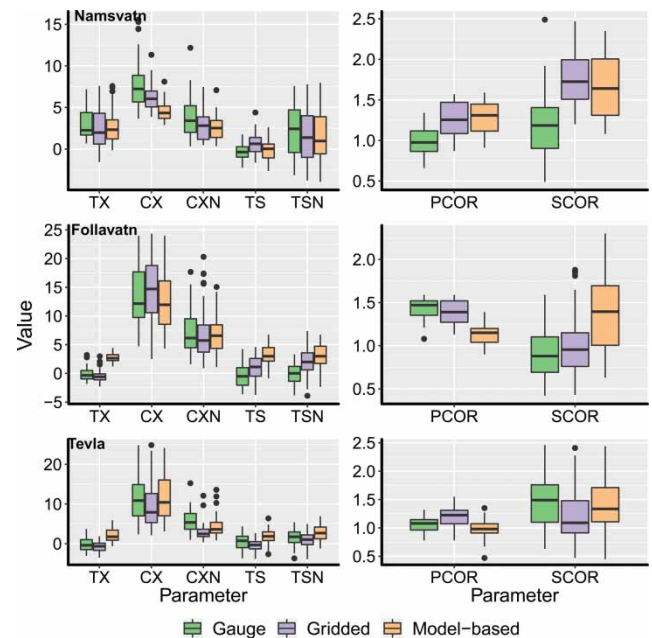 Namsvatn
15
10
5
0
TX CX CXN TS TSN
2.5
2.0
1.5
1.0
0.5
PCOR SCOR
Follavatn
25
20
15
10
5
0
−5
TX CX CXN TS TSN
2.0
1.5
1.0
0.5
PCOR SCOR
Value
Tevla
20
10
0
TX CX CXN TS TSN
Parameter
2.5
2.0
1.5
1.0
0.5
PCOR SCOR
Parameter
Gauge Gridded Model-based